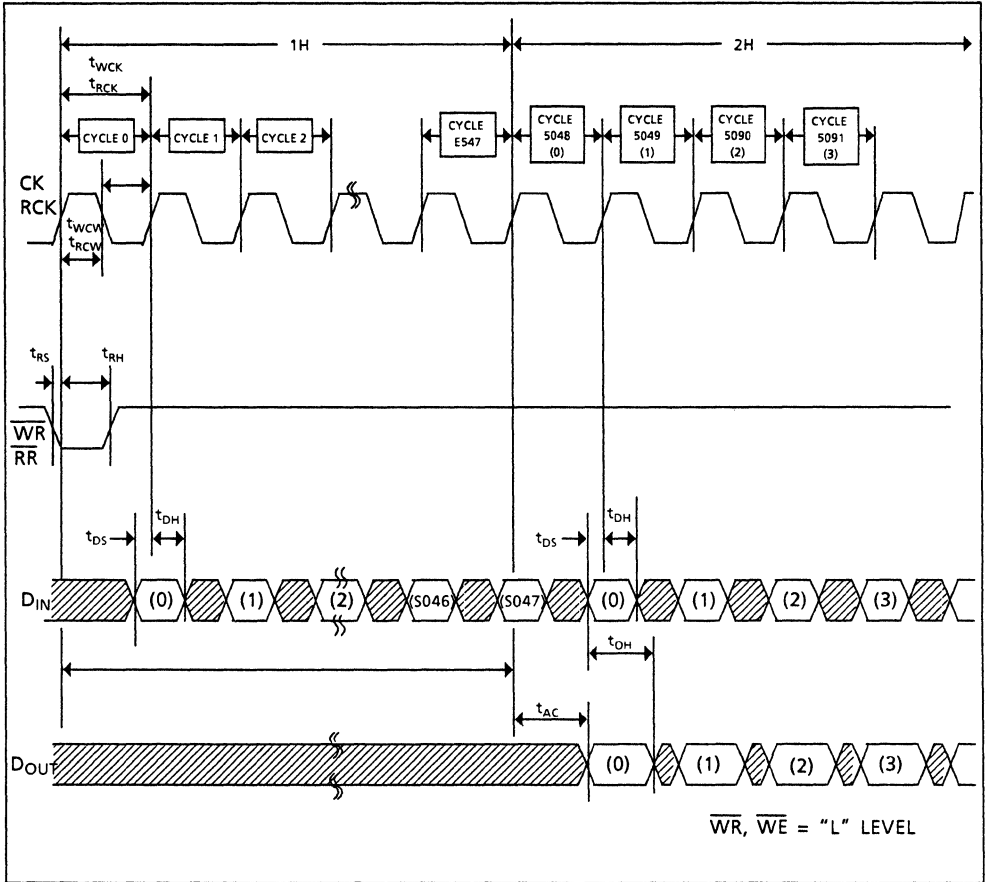 1H
2H
tWCK
tRCK
CYCLE 0
CYCLE 1
CYCLE 2
CYCLE
E547
CYCLE
5048
(0)
CYCLE
5049
(1)
CYCLE
5090
(2)
CYCLE
5091
(3)
CK
RCK
tWCW
tRCW
tRS
tRH
WR
RR
tDS
tDH
tDS
tDH
DIN
(0)
(1)
(2)
(S046)
(S047)
(0)
(1)
(2)
(3)
tOH
tAC
DOUT
(0)
(1)
(2)
(3)
WR, WE = "L" LEVEL